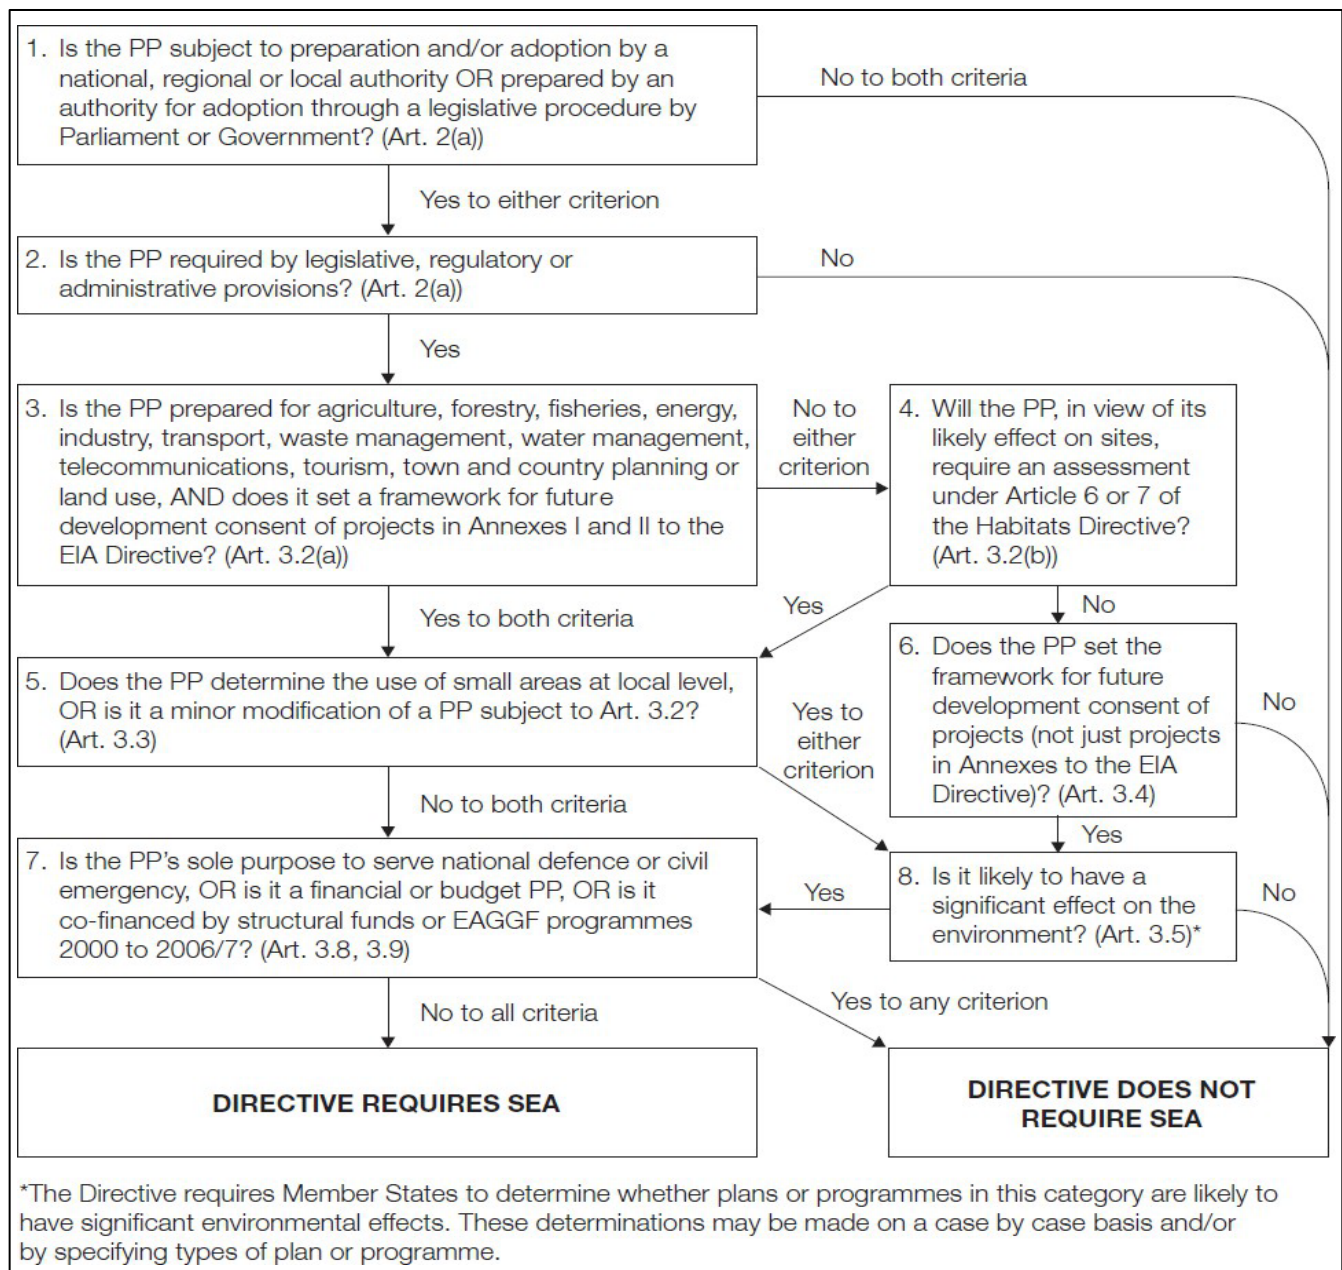 1. Is the PP subject to preparation and/or adoption by a
national, regional or local authority OR prepared by an
authority for adoption through a legislative procedure by
Parliament or Government? (Art. 2(a))
No to both criteria
Yes to either criterion
2. Is the PP required by legislative, regulatory or
administrative provisions? (Art. 2(a))
No
Yes
3. Is the PP prepared for agriculture, forestry, fisheries, energy,
industry, transport, waste management, water management,
telecommunications, tourism, town and country planning or
land use, AND does it set a framework for future
development consent of projects in Annexes I and II to the
EIA Directive? (Art. 3.2(a))
No to
either
criterion
4. Will the PP, in view of its
likely effect on sites,
require an assessment
under Article 6 or 7 of
the Habitats Directive?
(Art. 3.2(b))
Yes to both criteria
Yes
No
5. Does the PP determine the use of small areas at local level,
OR is it a minor modification of a PP subject to Art. 3.2?
(Art. 3.3)
Yes to
either
criterion
6. Does the PP set the
framework for future
development consent of
projects (not just projects
in Annexes to the EIA
Directive)? (Art. 3.4)
No
No to both criteria
Yes
7. Is the PP's sole purpose to serve national defence or civil
emergency, OR is it a financial or budget PP, OR is it
co-financed by structural funds or EAGGF programmes
2000 to 2006/7? (Art. 3.8, 3.9)
Yes
8. Is it likely to have a
significant effect on the
environment? (Art. 3.5)*
No
No to all criteria
Yes to any criterion
DIRECTIVE REQUIRES SEA
DIRECTIVE DOES NOT
REQUIRE SEA
*The Directive requires Member States to determine whether plans or programmes in this category are likely to
have significant environmental effects. These determinations may be made on a case by case basis and/or
by specifying types of plan or programme.